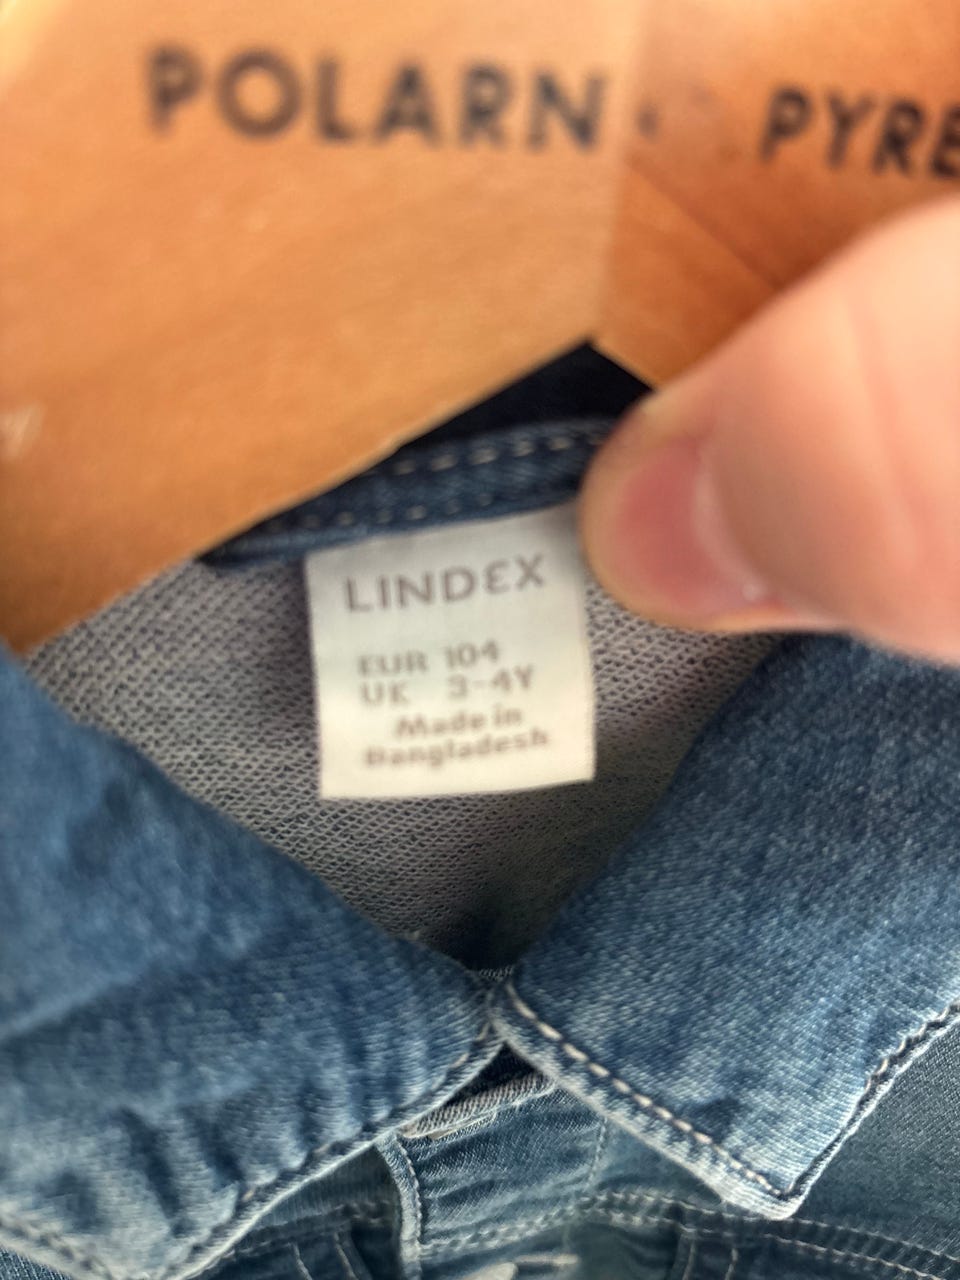 POLARN PYRE
LINDEX
EUR 104
UK 3-4Y
Made in
Bangladesh